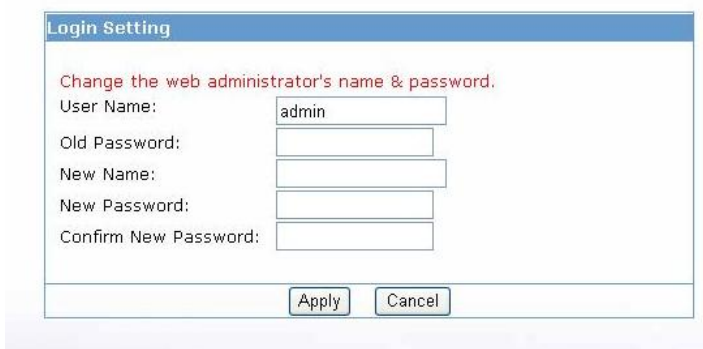 Login Setting
Change the web administrator's name & password.
User Name: admin
Old Password:
New Name:
New Password:
Confirm New Password:
Apply Cancel